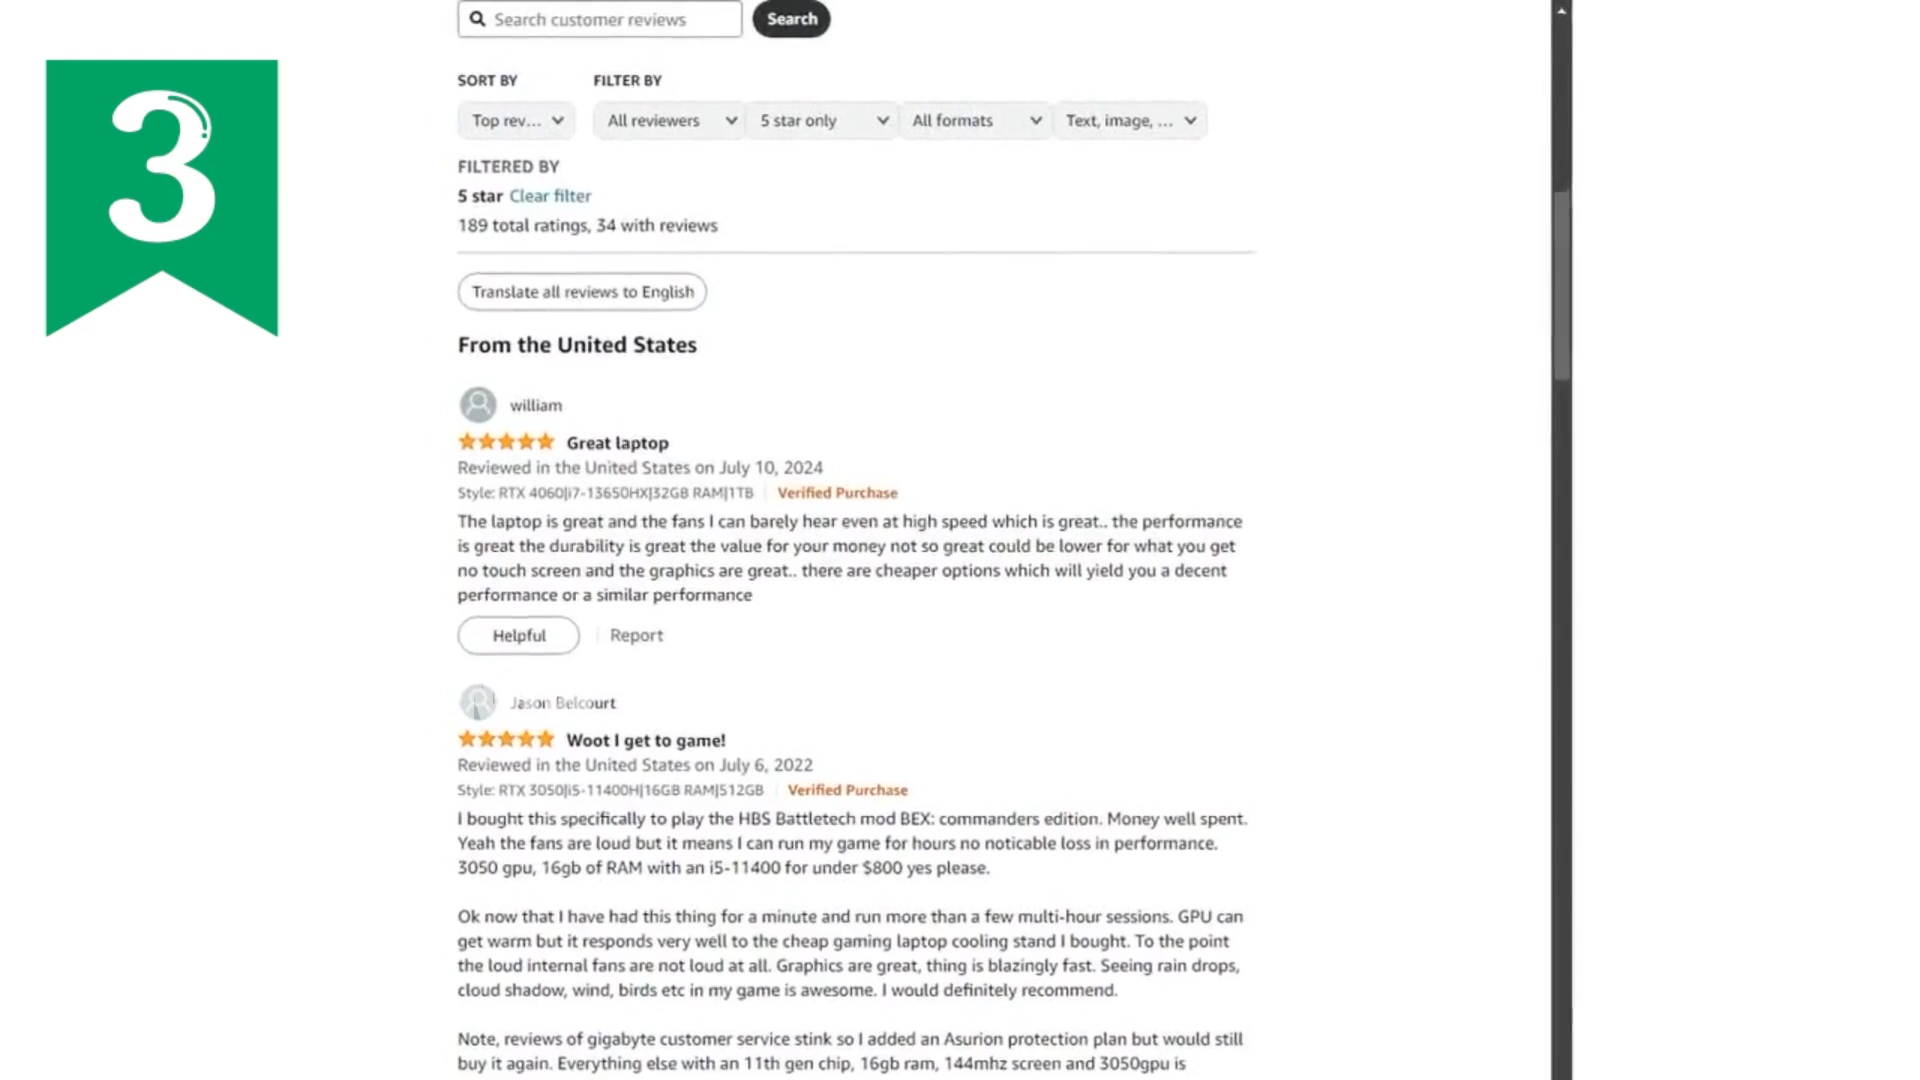 3
Search customer reviews
Search
SORT BY
FILTER BY
Top rev...
All reviewers
5 star only
All formats
Text, image, ...
FILTERED BY
5 star Clear filter
189 total ratings, 34 with reviews
Translate all reviews to English
From the United States
william
Great laptop
Reviewed in the United States on July 10, 2024
Style: RTX 4060|i7-13650HX|32GB RAM|1TB Verified Purchase
The laptop is great and the fans I can barely hear even at high speed which is great.. the performance
is great the durability is great the value for your money not so great could be lower for what you get
no touch screen and the graphics are great.. there are cheaper options which will yield you a decent
performance or a similar performance
Helpful
Report
Jason Belcourt
Woot I get to game!
Reviewed in the United States on July 6, 2022
Style: RTX 3050|i5-11400H|16GB RAM|512GB Verified Purchase
I bought this specifically to play the HBS Battletech mod BEX: commanders edition. Money well spent.
Yeah the fans are loud but it means I can run my game for hours no noticable loss in performance.
3050 gpu, 16gb of RAM with an i5-11400 for under $800 yes please.
Ok now that I have had this thing for a minute and run more than a few multi-hour sessions. GPU can
get warm but it responds very well to the cheap gaming laptop cooling stand I bought. To the point
the loud internal fans are not loud at all. Graphics are great, thing is blazingly fast. Seeing rain drops,
cloud shadow, wind, birds etc in my game is awesome. I would definitely recommend.
Note, reviews of gigabyte customer service stink so I added an Asurion protection plan but would still
buy it again. Everything else with an 11th gen chip, 16gb ram, 144mhz screen and 3050gpu is